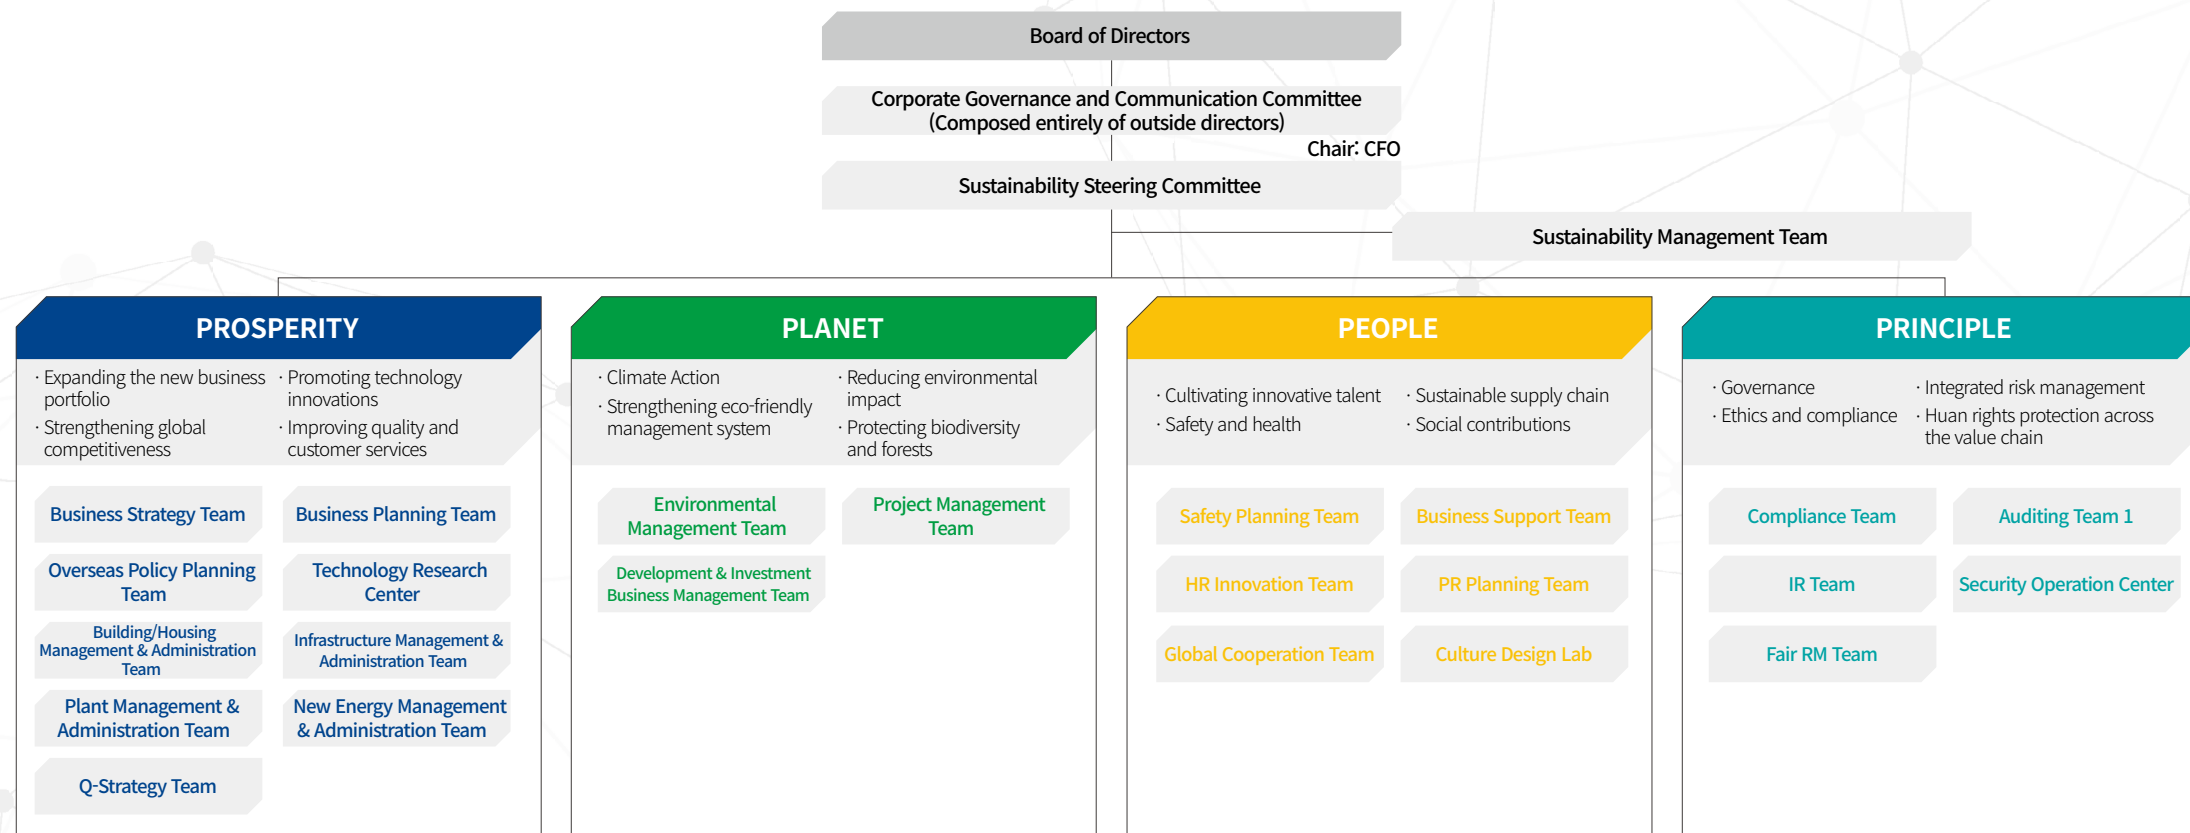 Board of Directors
Corporate Governance and Communication Committee
(Composed entirely of outside directors)
Chair: CFO
Sustainability Steering Committee
Sustainability Management Team
PROSPERITY
· Expanding the new business
portfolio
· Strengthening global
competitiveness
· Promoting technology
innovations
· Improving quality and
customer services
Business Strategy Team
Business Planning Team
Overseas Policy Planning
Team
Technology Research
Center
Building/Housing
Management & Administration
Team
Infrastructure Management &
Administration Team
Plant Management &
Administration Team
New Energy Management
& Administration Team
Q-Strategy Team
PLANET
· Climate Action
· Strengthening eco-friendly
management system
· Reducing environmental
impact
· Protecting biodiversity
and forests
Environmental
Management Team
Project Management
Team
Development & Investment
Business Management Team
PEOPLE
· Cultivating innovative talent
· Safety and health
· Sustainable supply chain
· Social contributions
Safety Planning Team
Business Support Team
HR Innovation Team
PR Planning Team
Global Cooperation Team
Culture Design Lab
PRINCIPLE
· Governance
· Ethics and compliance
· Integrated risk management
· Huan rights protection across
the value chain
Compliance Team
Auditing Team 1
IR Team
Security Operation Center
Fair RM Team